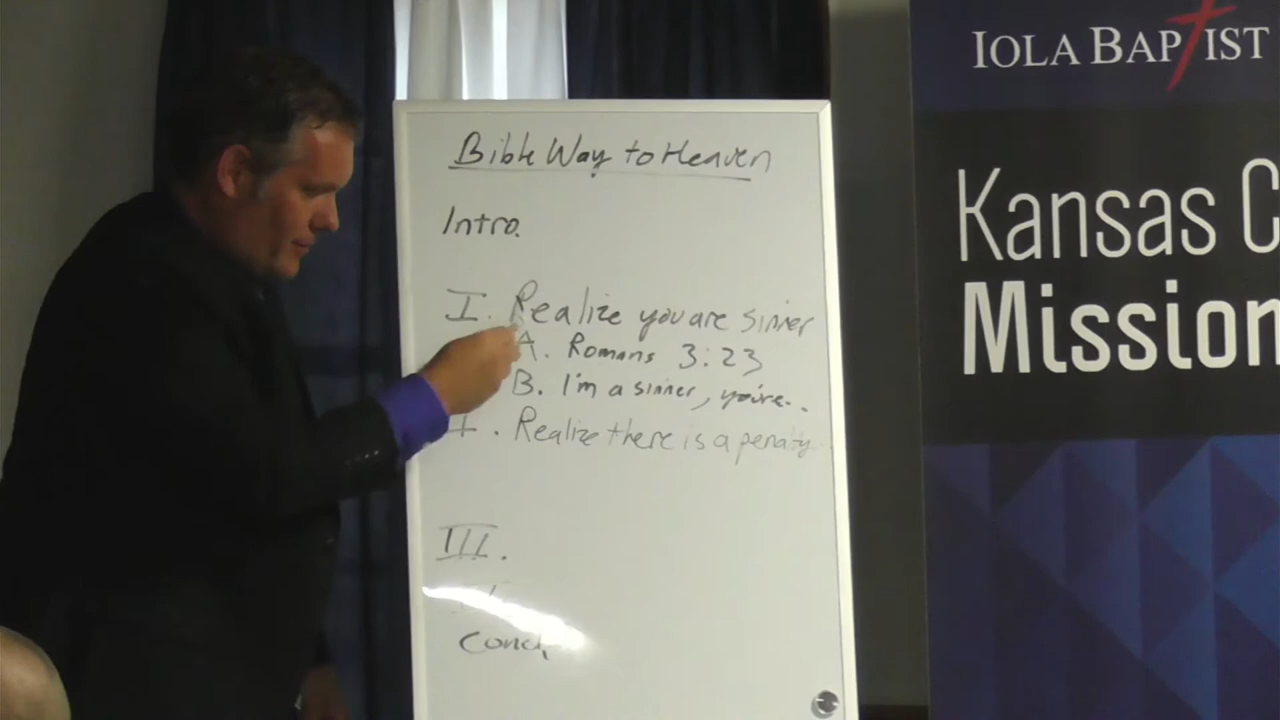 IOLA BAPTIST
Kansas C
Mission
Bible Way to Heaven
Intro.
I. Realize you are sinner
A. Romans 3:23
B. I'm a sinner, you're..
I. Realize there is a penalty
III.
Concl